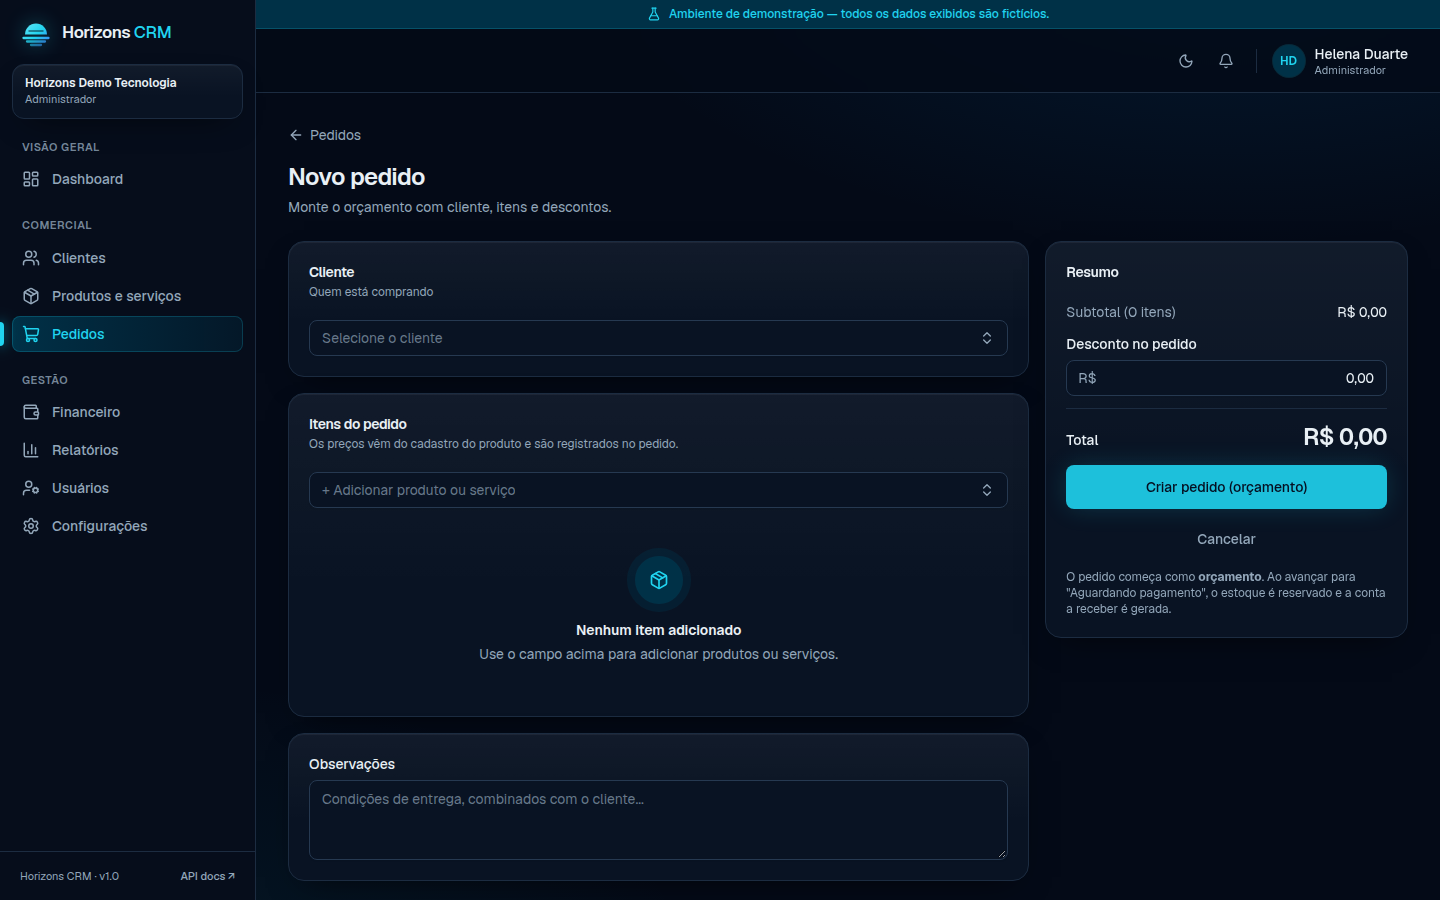 Ambiente de demonstração — todos os dados exibidos são fictícios.
Horizons CRM
Horizons Demo Tecnologia
Administrador
VISÃO GERAL
Dashboard
COMERCIAL
Clientes
Produtos e serviços
Pedidos
GESTÃO
Financeiro
Relatórios
Usuários
Configurações
Horizons CRM · v1.0
API docs
HD
Helena Duarte
Administrador
Pedidos
Novo pedido
Monte o orçamento com cliente, itens e descontos.
Cliente
Quem está comprando
Selecione o cliente
Itens do pedido
Os preços vêm do cadastro do produto e são registrados no pedido.
+ Adicionar produto ou serviço
Nenhum item adicionado
Use o campo acima para adicionar produtos ou serviços.
Observações
Condições de entrega, combinados com o cliente...
Resumo
Subtotal (0 itens) R$ 0,00
Desconto no pedido
R$ 0,00
Total R$ 0,00
Criar pedido (orçamento)
Cancelar
O pedido começa como orçamento. Ao avançar para
"Aguardando pagamento", o estoque é reservado e a conta
a receber é gerada.